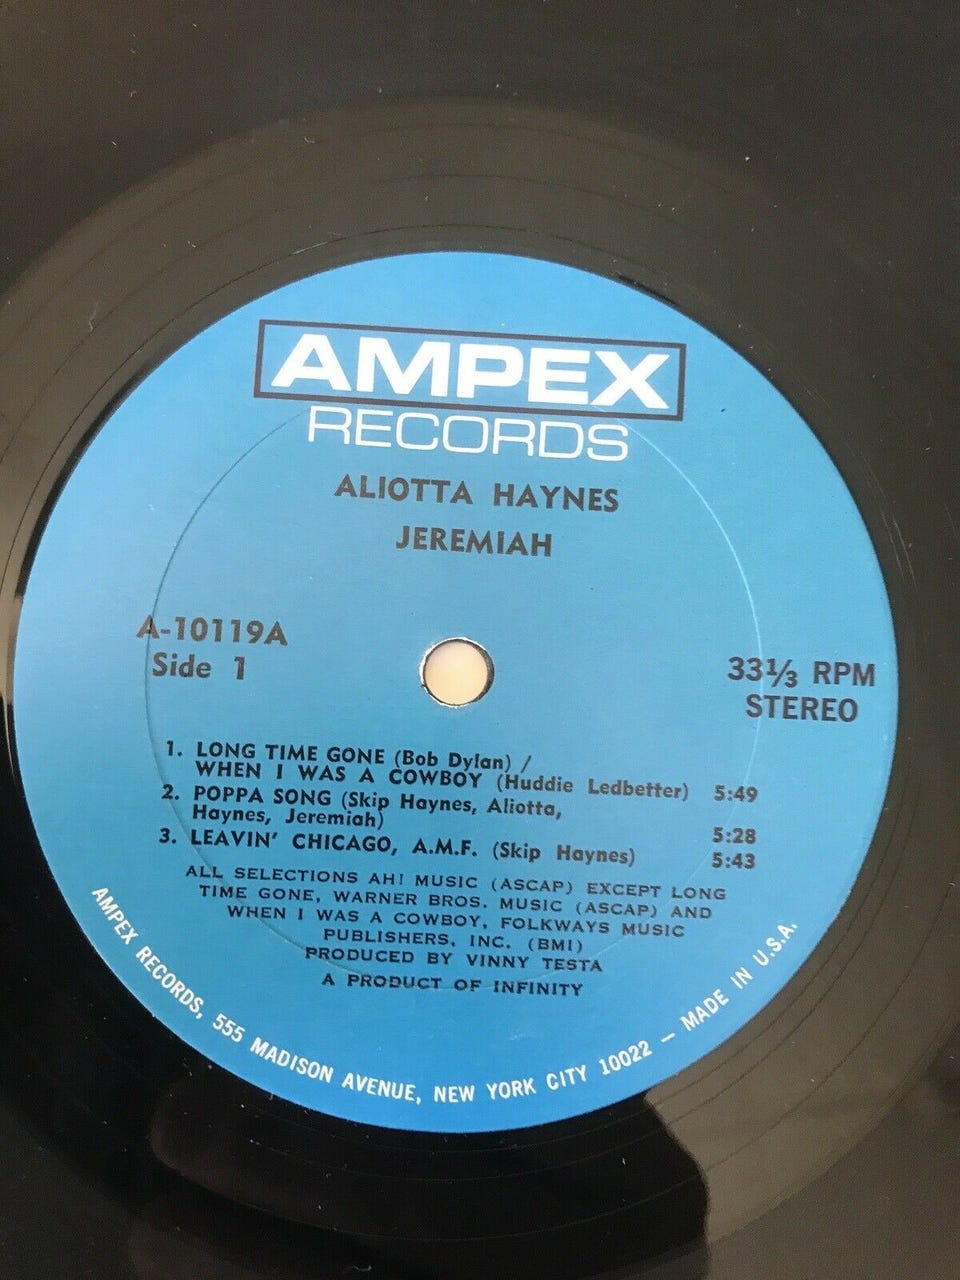 AMPEX
RECORDS
ALIOTTA HAYNES
JEREMIAH
A-10119A
Side 1
33⅓ RPM
STEREO
1. LONG TIME GONE (Bob Dylan) /
WHEN I WAS A COWBOY (Huddie Ledbetter) 5:49
2. POPPA SONG (Skip Haynes, Aliotta,
Haynes, Jeremiah) 5:28
3. LEAVIN' CHICAGO, A.M.F. (Skip Haynes) 5:43
ALL SELECTIONS AH! MUSIC (ASCAP) EXCEPT LONG
TIME GONE, WARNER BROS. MUSIC (ASCAP) AND
WHEN I WAS A COWBOY, FOLKWAYS MUSIC
PUBLISHERS, INC. (BMI)
PRODUCED BY VINNY TESTA
A PRODUCT OF INFINITY
AMPEX RECORDS, 555 MADISON AVENUE, NEW YORK CITY 10022 — MADE IN U.S.A.